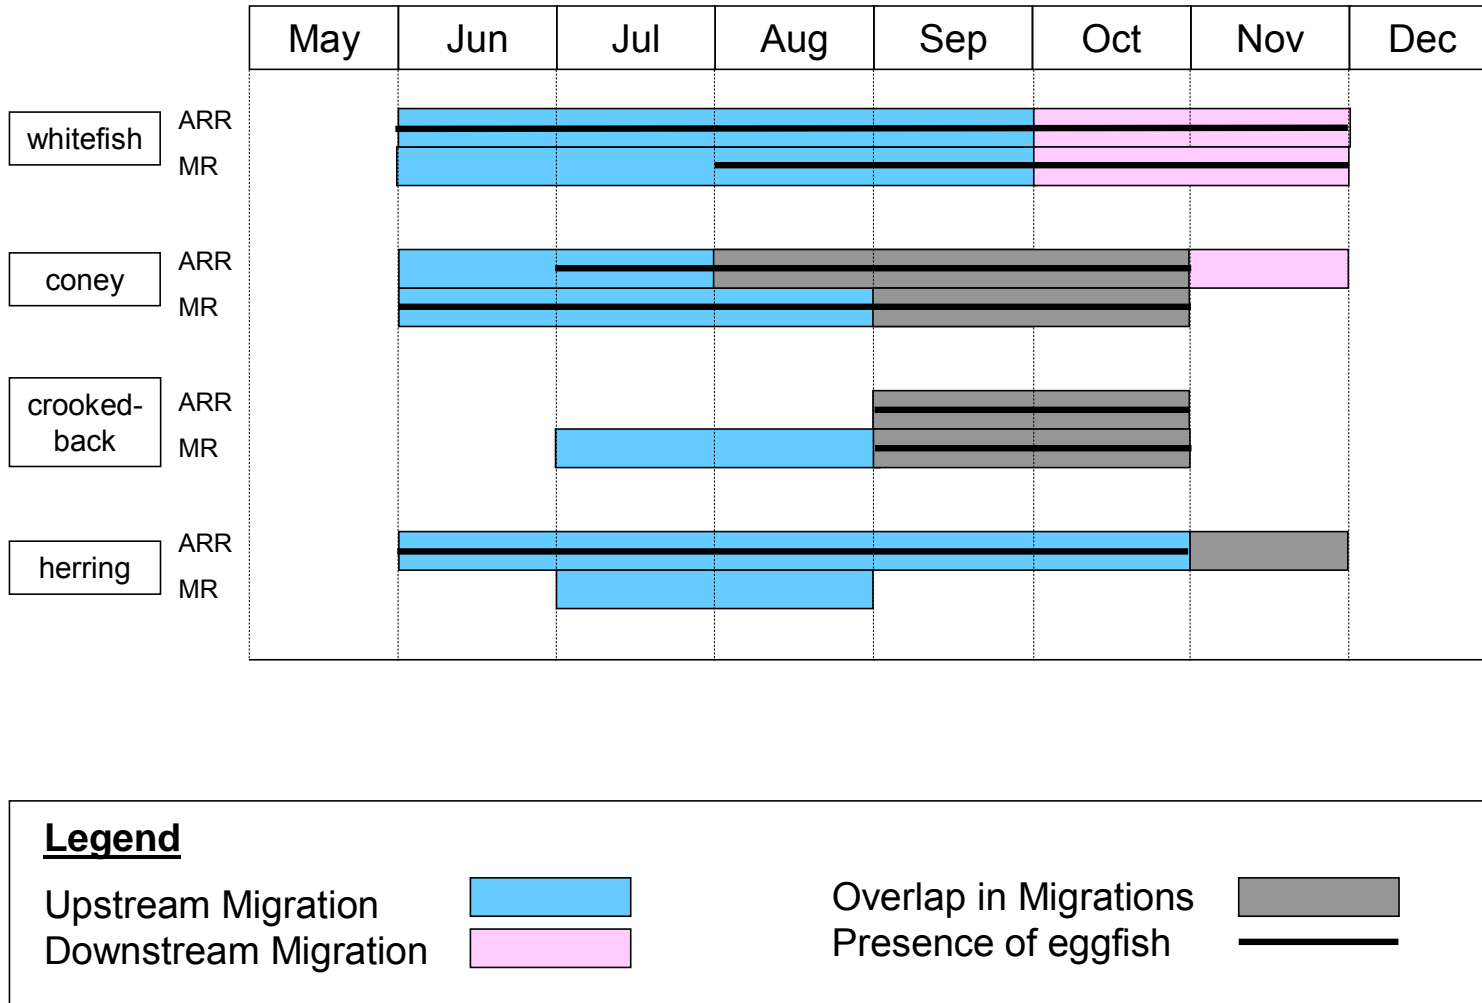 May Jun Jul Aug Sep Oct Nov Dec
whitefish
ARR
MR
coney
ARR
MR
crooked-
back
ARR
MR
herring
ARR
MR
Legend
Upstream Migration
Downstream Migration
Overlap in Migrations
Presence of eggfish